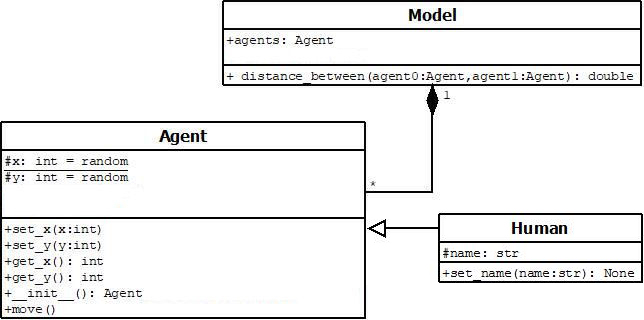 Model
+agents: Agent
+ distance_between(agent0:Agent,agent1:Agent): double
1
Agent
#x: int = random
#y: int = random
*
+set_x(x:int)
+set_y(y:int)
+get_x(): int
+get_y(): int
+__init__(): Agent
+move()
Human
#name: str
+set_name(name:str): None